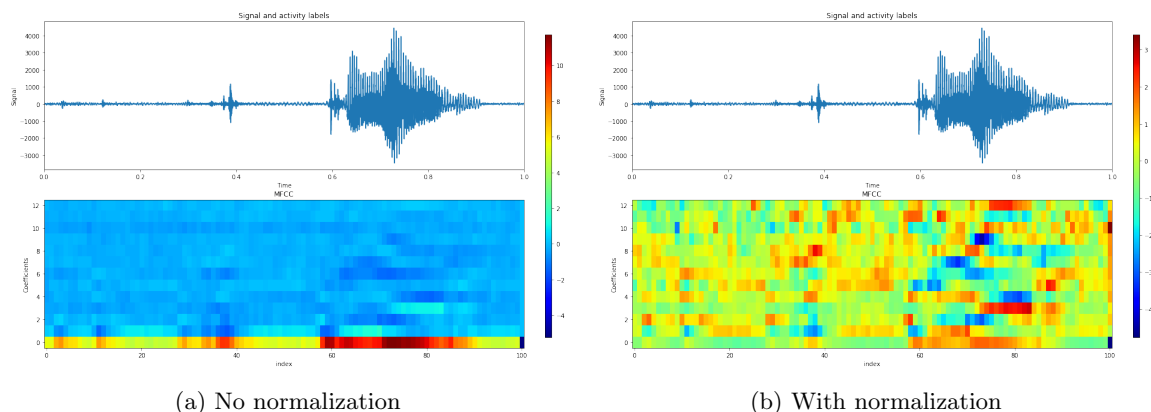 Signal and activity labels
4000
3000
2000
1000
0
−1000
−2000
−3000
Signal
0.0 0.2 0.4 0.6 0.8 1.0
Time
MFCC
12
10
8
6
4
2
0
Coefficients
0 20 40 60 80 100
index
10
8
6
4
2
0
−2
−4
(a) No normalization
Signal and activity labels
4000
3000
2000
1000
0
−1000
−2000
−3000
Signal
0.0 0.2 0.4 0.6 0.8 1.0
Time
MFCC
12
10
8
6
4
2
0
Coefficients
0 20 40 60 80 100
index
3
2
1
0
(b) With normalization